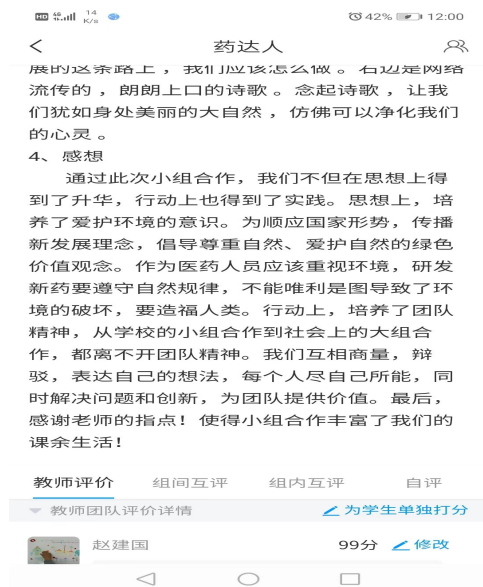 HD 46 14 K/s 42% 12:00
药达人
展的这条路上，我们应该怎么做。右边是网络
流传的，朗朗上口的诗歌。念起诗歌，让我
们犹如身处美丽的大自然，仿佛可以净化我们
的心灵。
4、感想
通过此次小组合作，我们不但在思想上得
到了升华，行动上也得到了实践。思想上，培
养了爱护环境的意识。为顺应国家形势，传播
新发展理念，倡导尊重自然、爱护自然的绿色
价值观念。作为医药人员应该重视环境，研发
新药要遵守自然规律，不能唯利是图导致了环
境的破坏，要造福人类。行动上，培养了团队
精神，从学校的小组合作到社会上的大组合
作，都离不开团队精神。我们互相商量，辩
驳，表达自己的想法，每个人尽自己所能，同
时解决问题和创新，为团队提供价值。最后，
感谢老师的指点！使得小组合作丰富了我们的
课余生活！
教师评价 组间互评 组内互评 自评
教师团队评价详情 为学生单独打分
赵建国 99分 修改